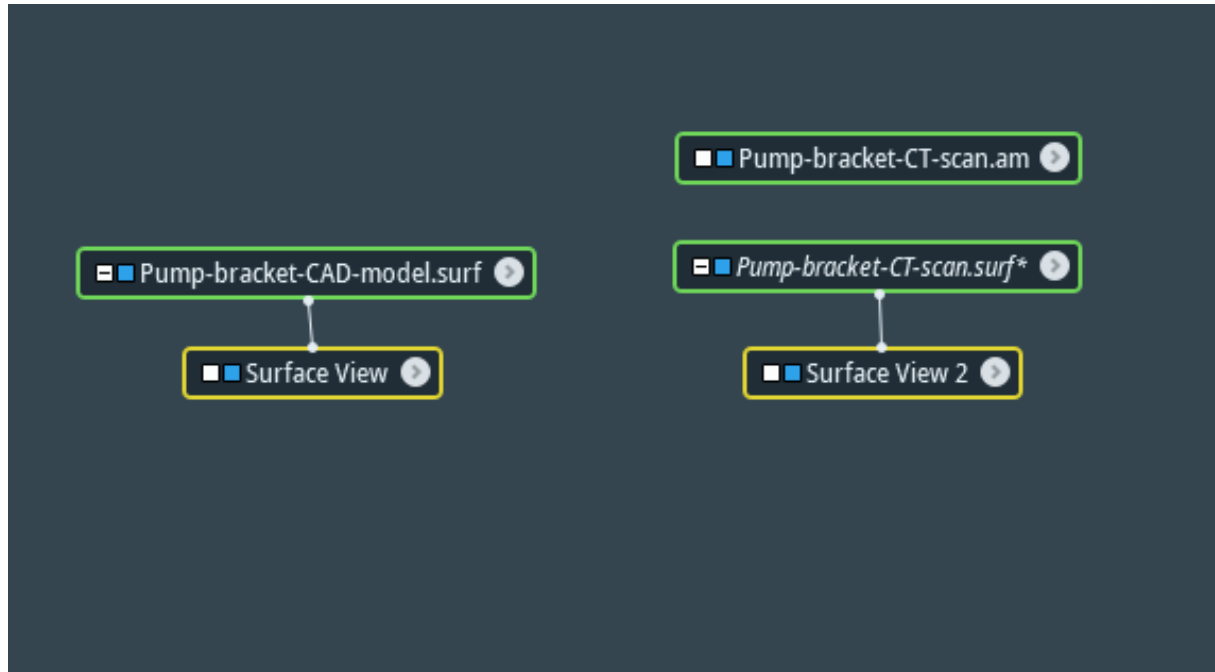 Pump-bracket-CT-scan.am
Pump-bracket-CAD-model.surf
Pump-bracket-CT-scan.surf*
Surface View
Surface View 2